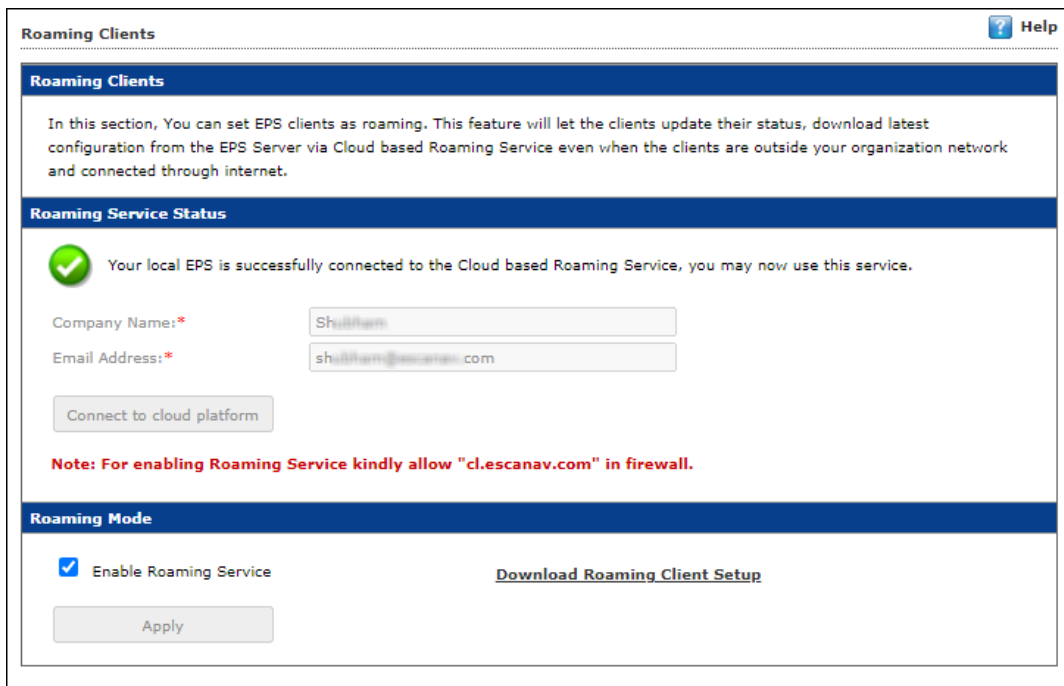 Roaming Clients
Help
Roaming Clients
In this section, You can set EPS clients as roaming. This feature will let the clients update their status, download latest
configuration from the EPS Server via Cloud based Roaming Service even when the clients are outside your organization network
and connected through internet.
Roaming Service Status
Your local EPS is successfully connected to the Cloud based Roaming Service, you may now use this service.
Company Name:*
Email Address:*
.com
Connect to cloud platform
Note: For enabling Roaming Service kindly allow "cl.escanav.com" in firewall.
Roaming Mode
Enable Roaming Service
Download Roaming Client Setup
Apply